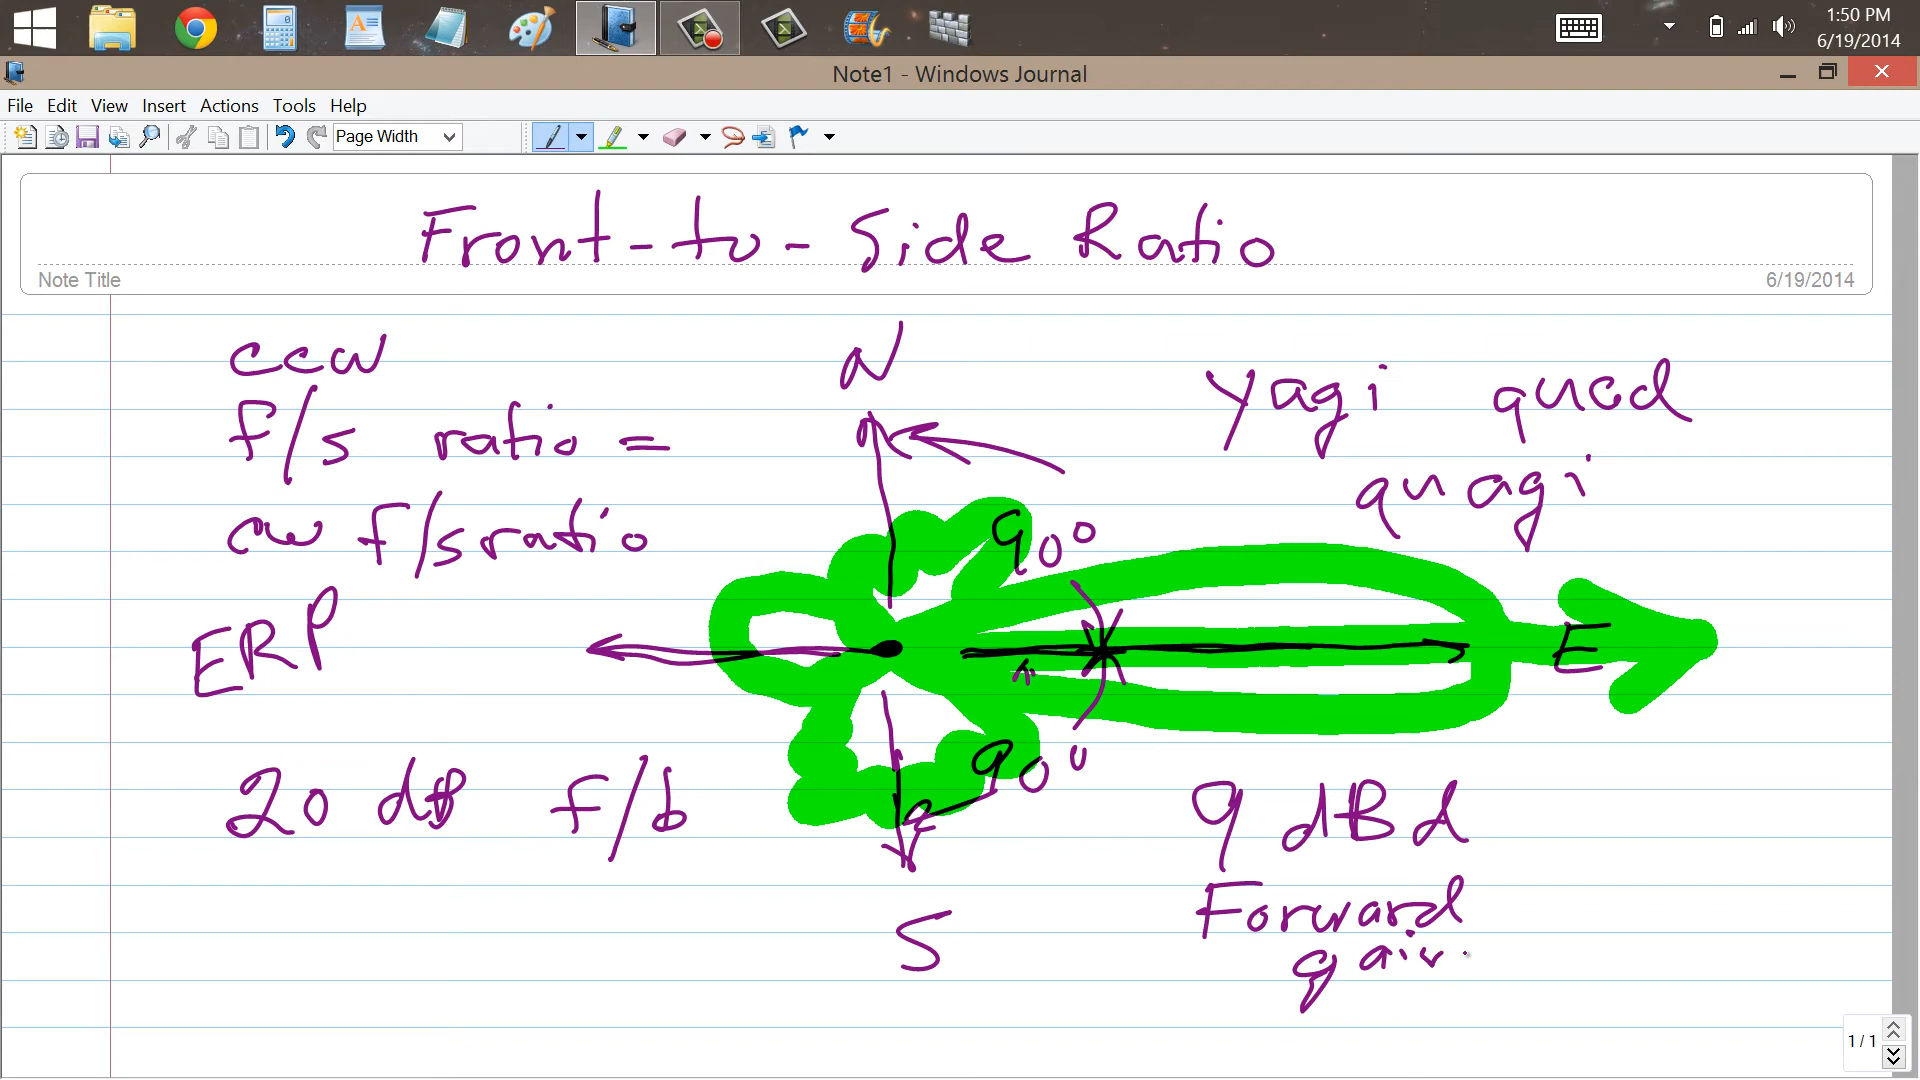 1:50 PM
6/19/2014
Note1 - Windows Journal
File Edit View Insert Actions Tools Help
Page Width
Front-to-Side Ratio
Note Title
6/19/2014
ccw
f/s ratio =
cw f/s ratio
ERP
20 dB f/b
N
90°
E
90°
S
Yagi quad
quagi
9 dBd
Forward
gain
1 / 1